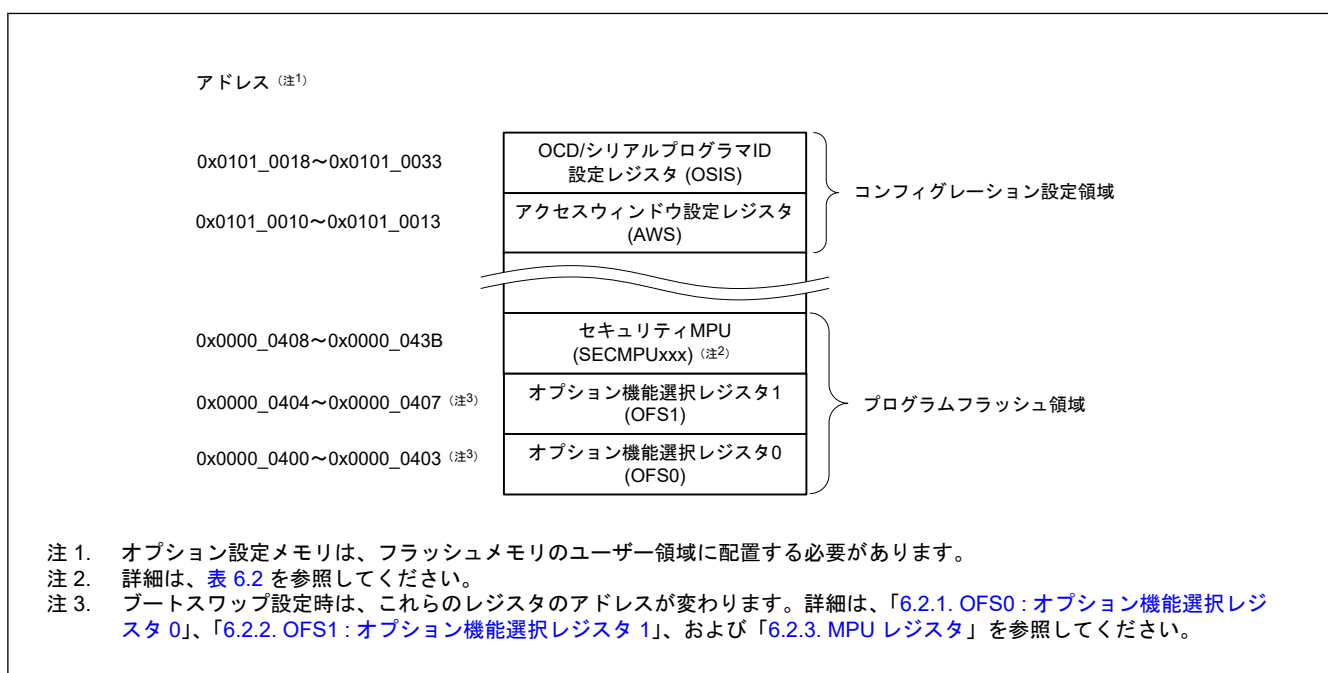 アドレス (注1)
0x0101_0018~0x0101_0033
OCD/シリアルプログラマID
設定レジスタ (OSIS)
コンフィグレーション設定領域
0x0101_0010~0x0101_0013
アクセスウィンドウ設定レジスタ
(AWS)
0x0000_0408~0x0000_043B
セキュリティMPU
(SECMPUxxx) (注2)
0x0000_0404~0x0000_0407 (注3)
オプション機能選択レジスタ1
(OFS1)
プログラムフラッシュ領域
0x0000_0400~0x0000_0403 (注3)
オプション機能選択レジスタ0
(OFS0)
注 1. オプション設定メモリは、フラッシュメモリのユーザー領域に配置する必要があります。
注 2. 詳細は、表 6.2 を参照してください。
注 3. ブートスワップ設定時は、これらのレジスタのアドレスが変わります。詳細は、「6.2.1. OFS0 : オプション機能選択レジ
スタ 0」、「6.2.2. OFS1 : オプション機能選択レジスタ 1」、および「6.2.3. MPU レジスタ」を参照してください。